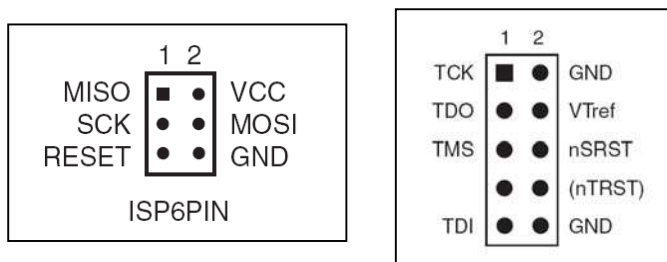 1 2
MISO VCC
SCK MOSI
RESET GND
ISP6PIN
1 2
TCK GND
TDO VTref
TMS nSRST
(nTRST)
TDI GND